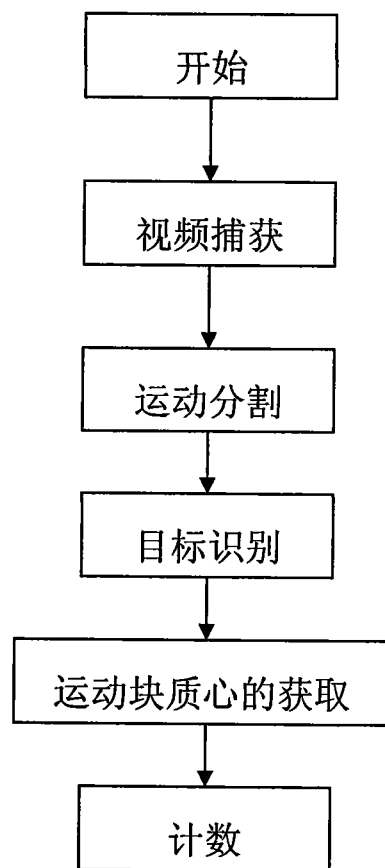 开始
视频捕获
运动分割
目标识别
运动块质心的获取
计数